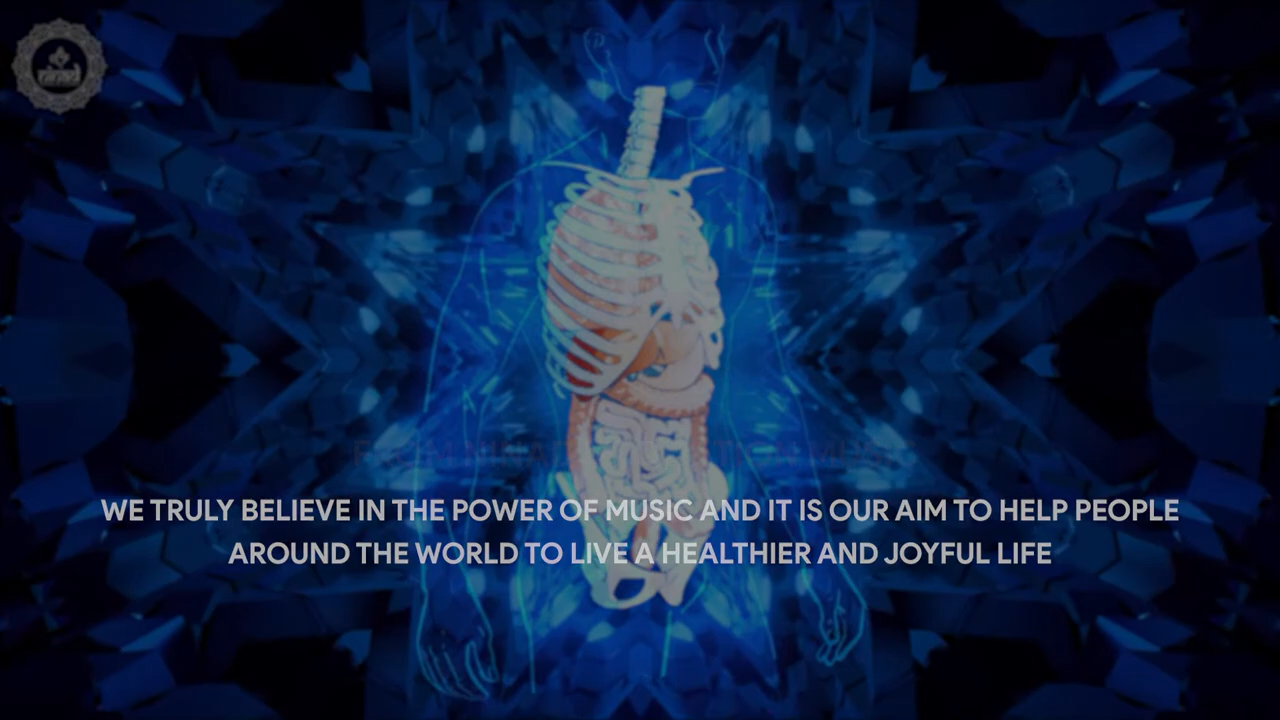 WE TRULY BELIEVE IN THE POWER OF MUSIC AND IT IS OUR AIM TO HELP PEOPLE
AROUND THE WORLD TO LIVE A HEALTHIER AND JOYFUL LIFE